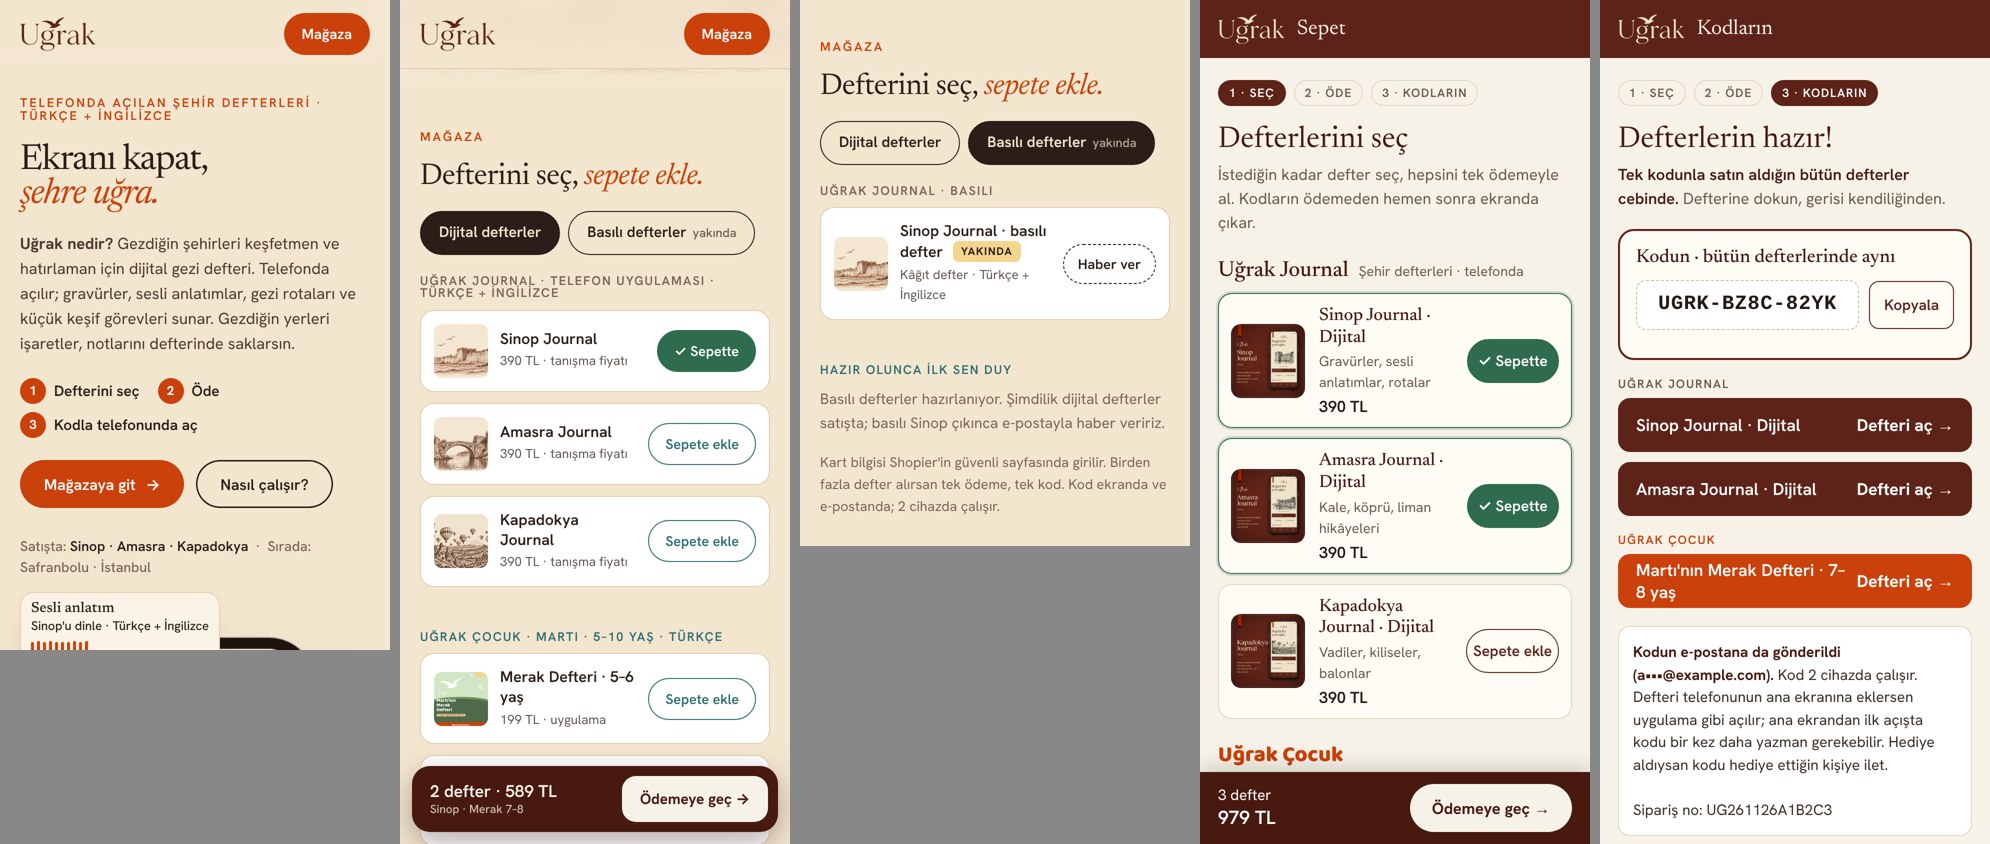 Uğrak
Mağaza
TELEFONDA AÇILAN ŞEHİR DEFTERLERİ ·
TÜRKÇE + İNGİLİZCE
Ekranı kapat,
şehre uğra.
Uğrak nedir? Gezdiğin şehirleri keşfetmen ve
hatırlaman için dijital gezi defteri. Telefonda
açılır; gravürler, sesli anlatımlar, gezi rotaları ve
küçük keşif görevleri sunar. Gezdiğin yerleri
işaretler, notlarını defterinde saklarsın.
1 Defterini seç 2 Öde
3 Kodla telefonunda aç
Mağazaya git →
Nasıl çalışır?
Satışta: Sinop · Amasra · Kapadokya · Sırada:
Safranbolu · İstanbul
Sesli anlatım
Sinop'u dinle · Türkçe + İngilizce
Uğrak
Mağaza
MAĞAZA
Defterini seç, sepete ekle.
Dijital defterler
Basılı defterler yakında
UĞRAK JOURNAL · TELEFON UYGULAMASI ·
TÜRKÇE + İNGİLİZCE
Sinop Journal
390 TL · tanışma fiyatı
✓ Sepette
Amasra Journal
390 TL · tanışma fiyatı
Sepete ekle
Kapadokya
Journal
390 TL · tanışma fiyatı
Sepete ekle
UĞRAK ÇOCUK · MARTI · 5–10 YAŞ · TÜRKÇE
Martı'nın
Merak
Defteri
Merak Defteri · 5–6
yaş
199 TL · uygulama
Sepete ekle
2 defter · 589 TL
Sinop · Merak 7–8
Ödemeye geç →
MAĞAZA
Defterini seç, sepete ekle.
Dijital defterler
Basılı defterler yakında
UĞRAK JOURNAL · BASILI
Sinop Journal · basılı
defter YAKINDA
Kâğıt defter · Türkçe +
İngilizce
Haber ver
HAZIR OLUNCA İLK SEN DUY
Basılı defterler hazırlanıyor. Şimdilik dijital defterler
satışta; basılı Sinop çıkınca e-postayla haber veririz.
Kart bilgisi Shopier'in güvenli sayfasında girilir. Birden
fazla defter alırsan tek ödeme, tek kod. Kod ekranda ve
e-postanda; 2 cihazda çalışır.
Uğrak Sepet
1 · SEÇ
2 · ÖDE
3 · KODLARIN
Defterlerini seç
İstediğin kadar defter seç, hepsini tek ödemeyle
al. Kodların ödemeden hemen sonra ekranda
çıkar.
Uğrak Journal Şehir defterleri · telefonda
Sinop
Journal
Sinop Journal ·
Dijital
Gravürler, sesli
anlatımlar, rotalar
390 TL
✓ Sepette
Amasra
Journal
Amasra Journal ·
Dijital
Kale, köprü, liman
hikâyeleri
390 TL
✓ Sepette
Kapadokya
Journal
Kapadokya
Journal · Dijital
Vadiler, kiliseler,
balonlar
390 TL
Sepete ekle
Uğrak Çocuk
3 defter
979 TL
Ödemeye geç →
Uğrak Kodların
1 · SEÇ
2 · ÖDE
3 · KODLARIN
Defterlerin hazır!
Tek kodunla satın aldığın bütün defterler
cebinde. Defterine dokun, gerisi kendiliğinden.
Kodun · bütün defterlerinde aynı
UGRK-BZ8C-82YK
Kopyala
UĞRAK JOURNAL
Sinop Journal · Dijital Defteri aç →
Amasra Journal · Dijital Defteri aç →
UĞRAK ÇOCUK
Martı'nın Merak Defteri · 7–
8 yaş
Defteri aç →
Kodun e-postana da gönderildi
(a•••@example.com). Kod 2 cihazda çalışır.
Defteri telefonunun ana ekranına eklersen
uygulama gibi açılır; ana ekrandan ilk açışta
kodu bir kez daha yazman gerekebilir. Hediye
aldıysan kodu hediye ettiğin kişiye ilet.
Sipariş no: UG261126A1B2C3